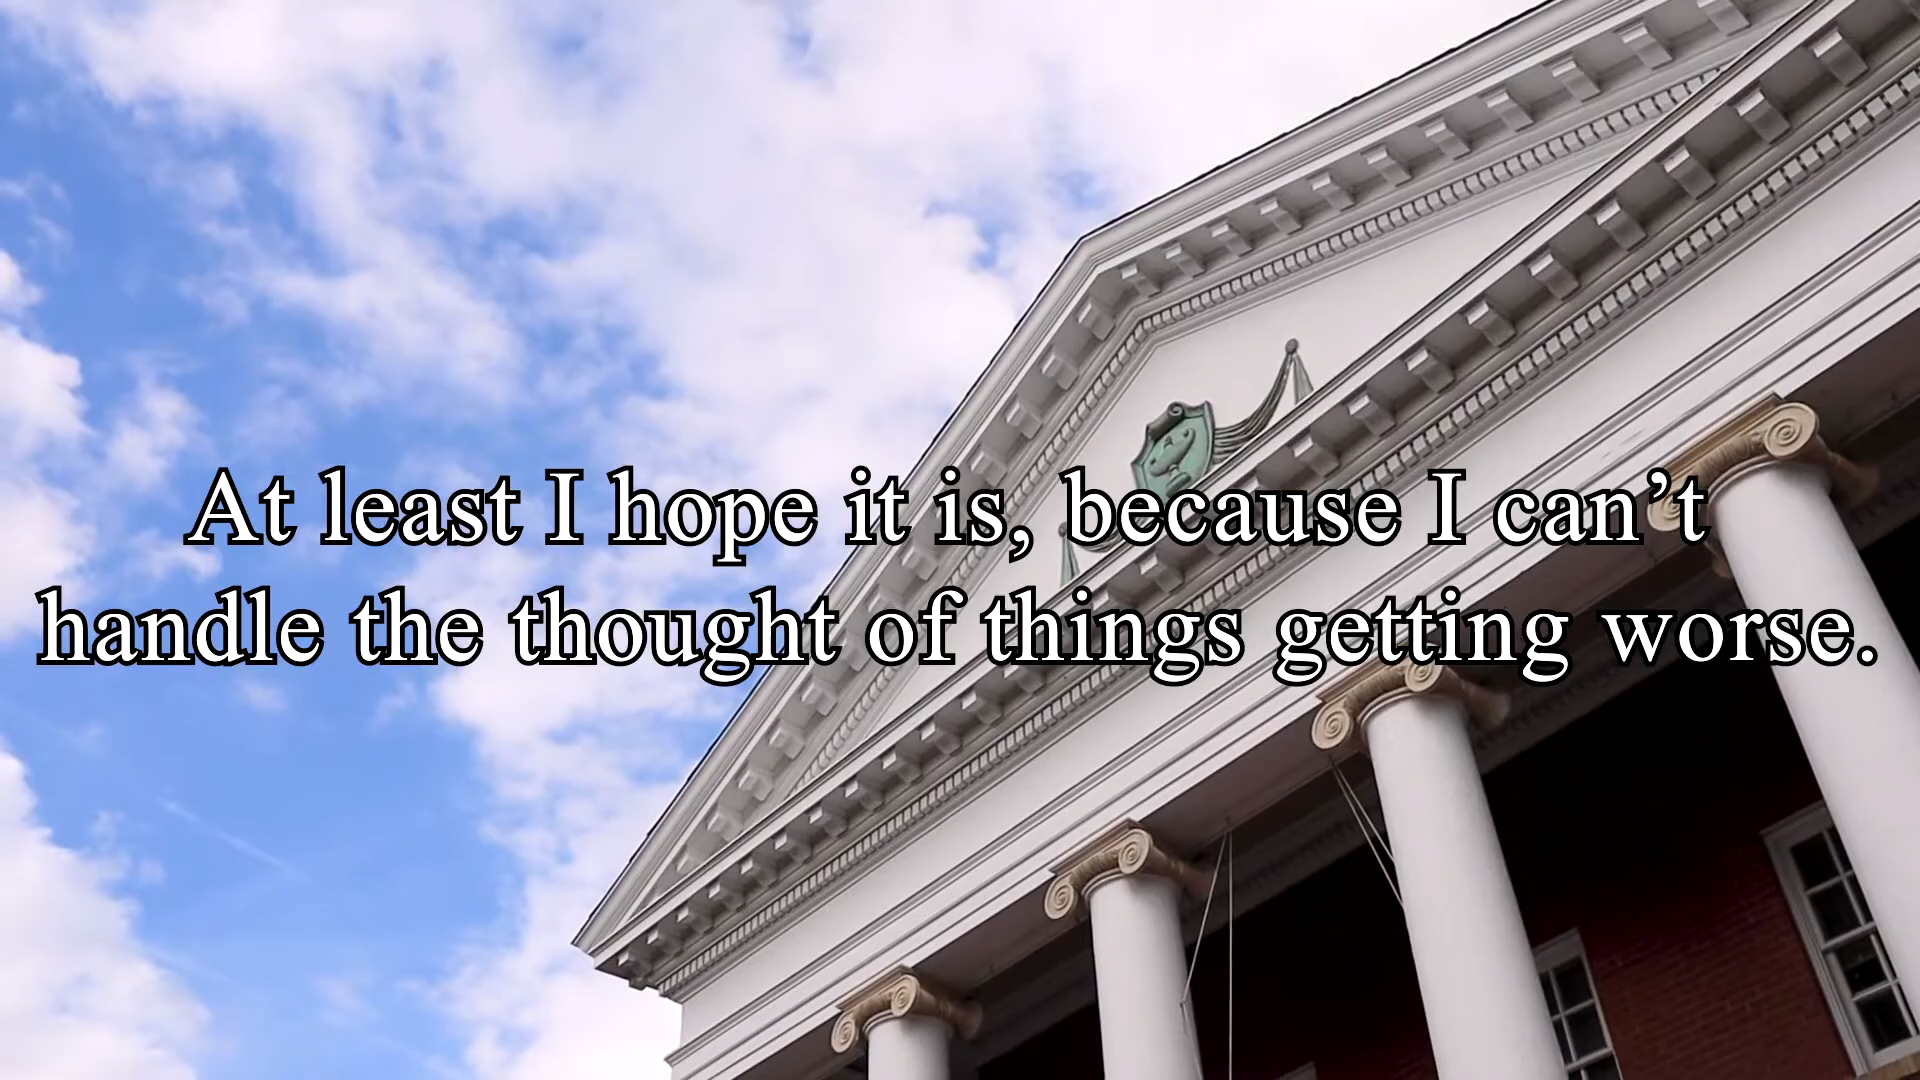 At least I hope it is, because I can’t
handle the thought of things getting worse.